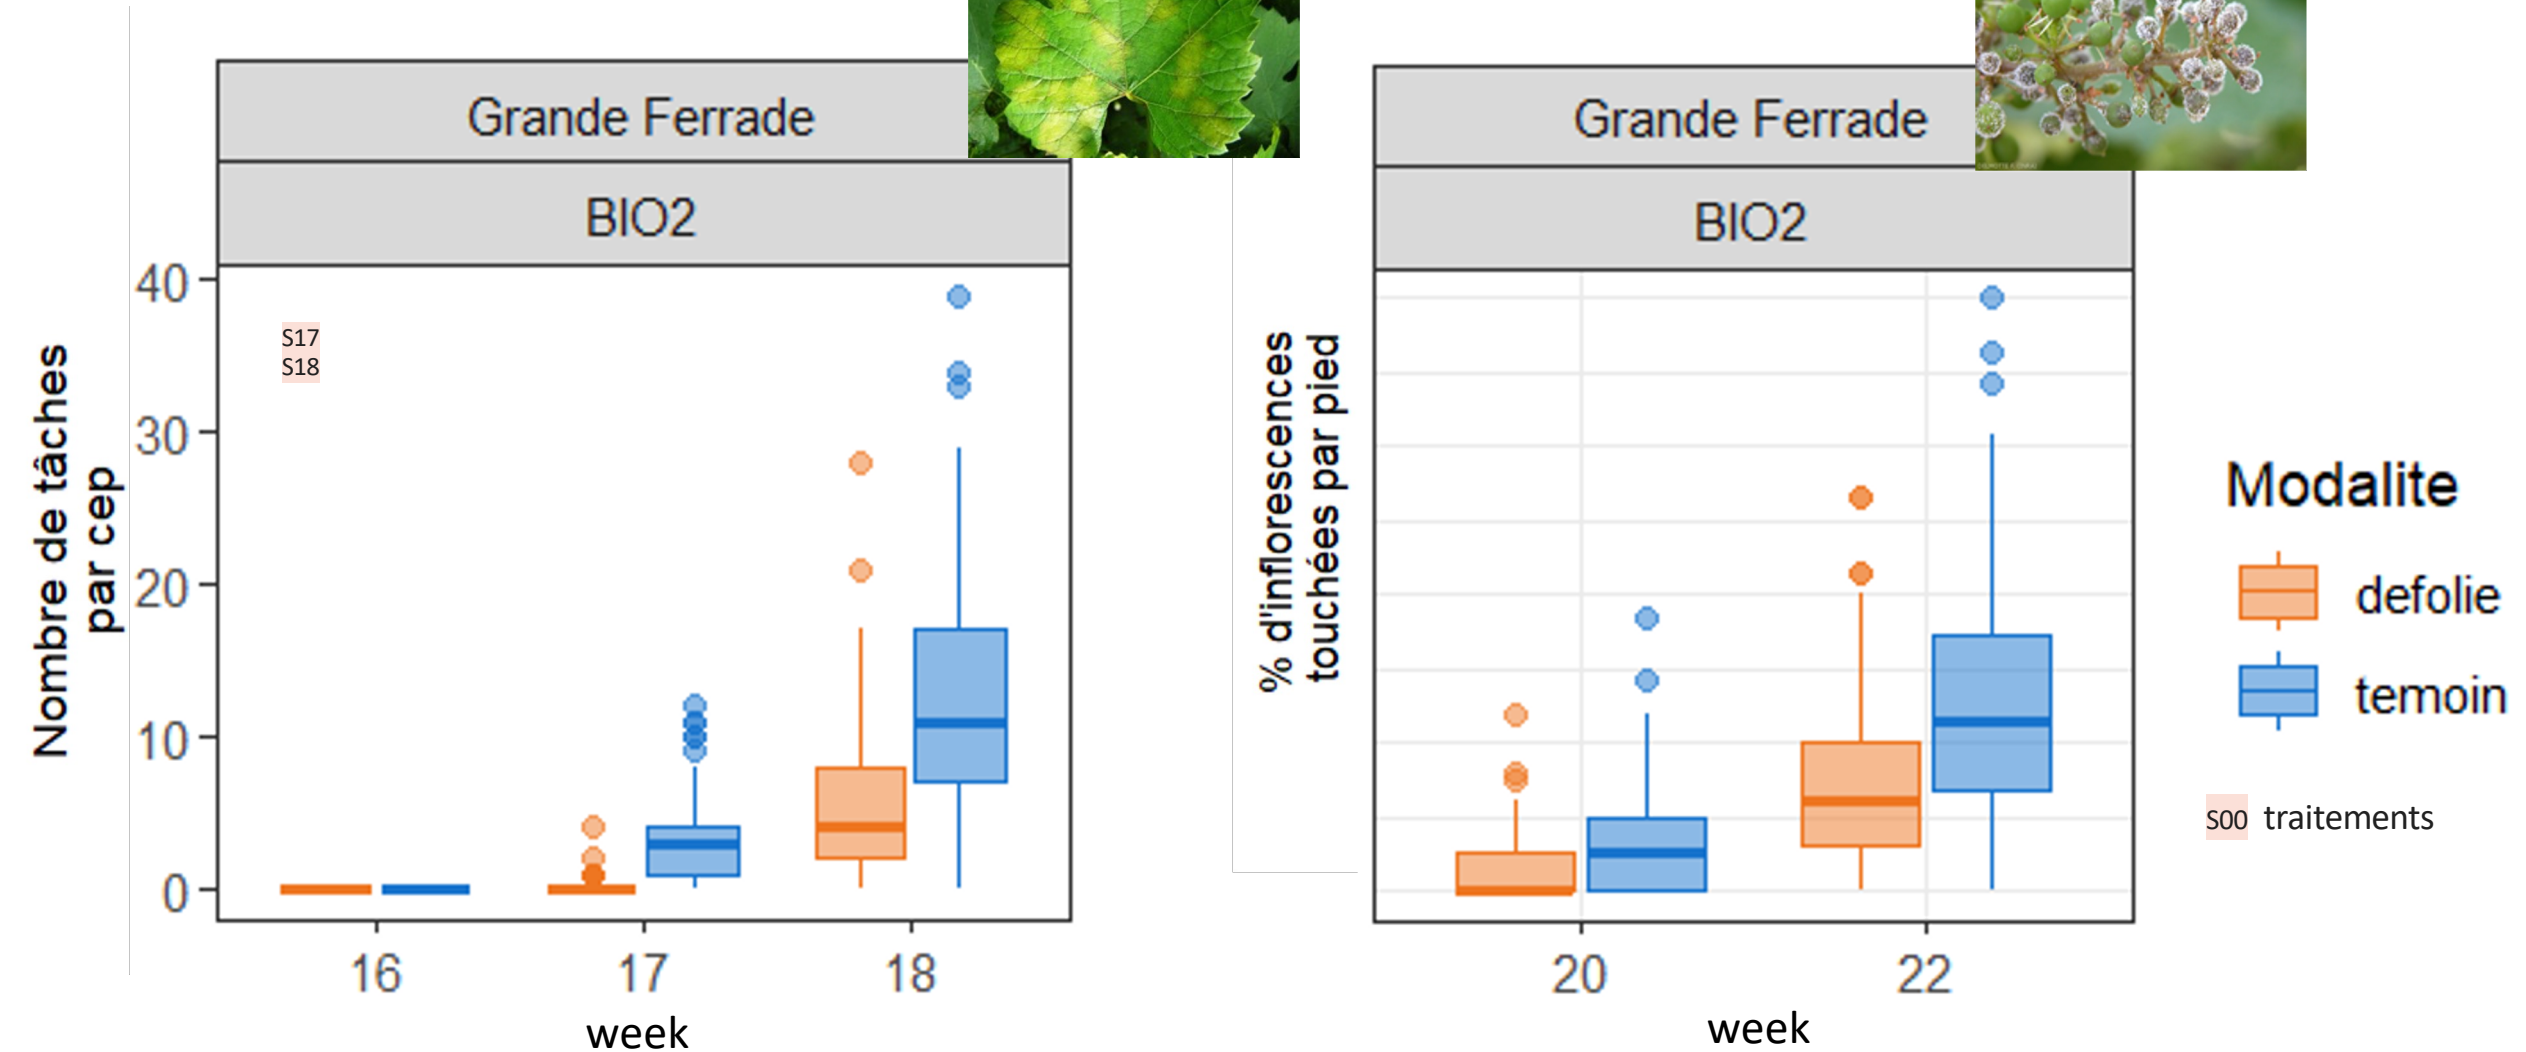 Grande Ferrade
BIO2
40
30
20
10
0
S17
S18
Nombre de tâches
par cep
16 17 18
week
Grande Ferrade
BIO2
% d'inflorescences
touchées par pied
20 22
week
Modalite
defolie
temoin
S00 traitements